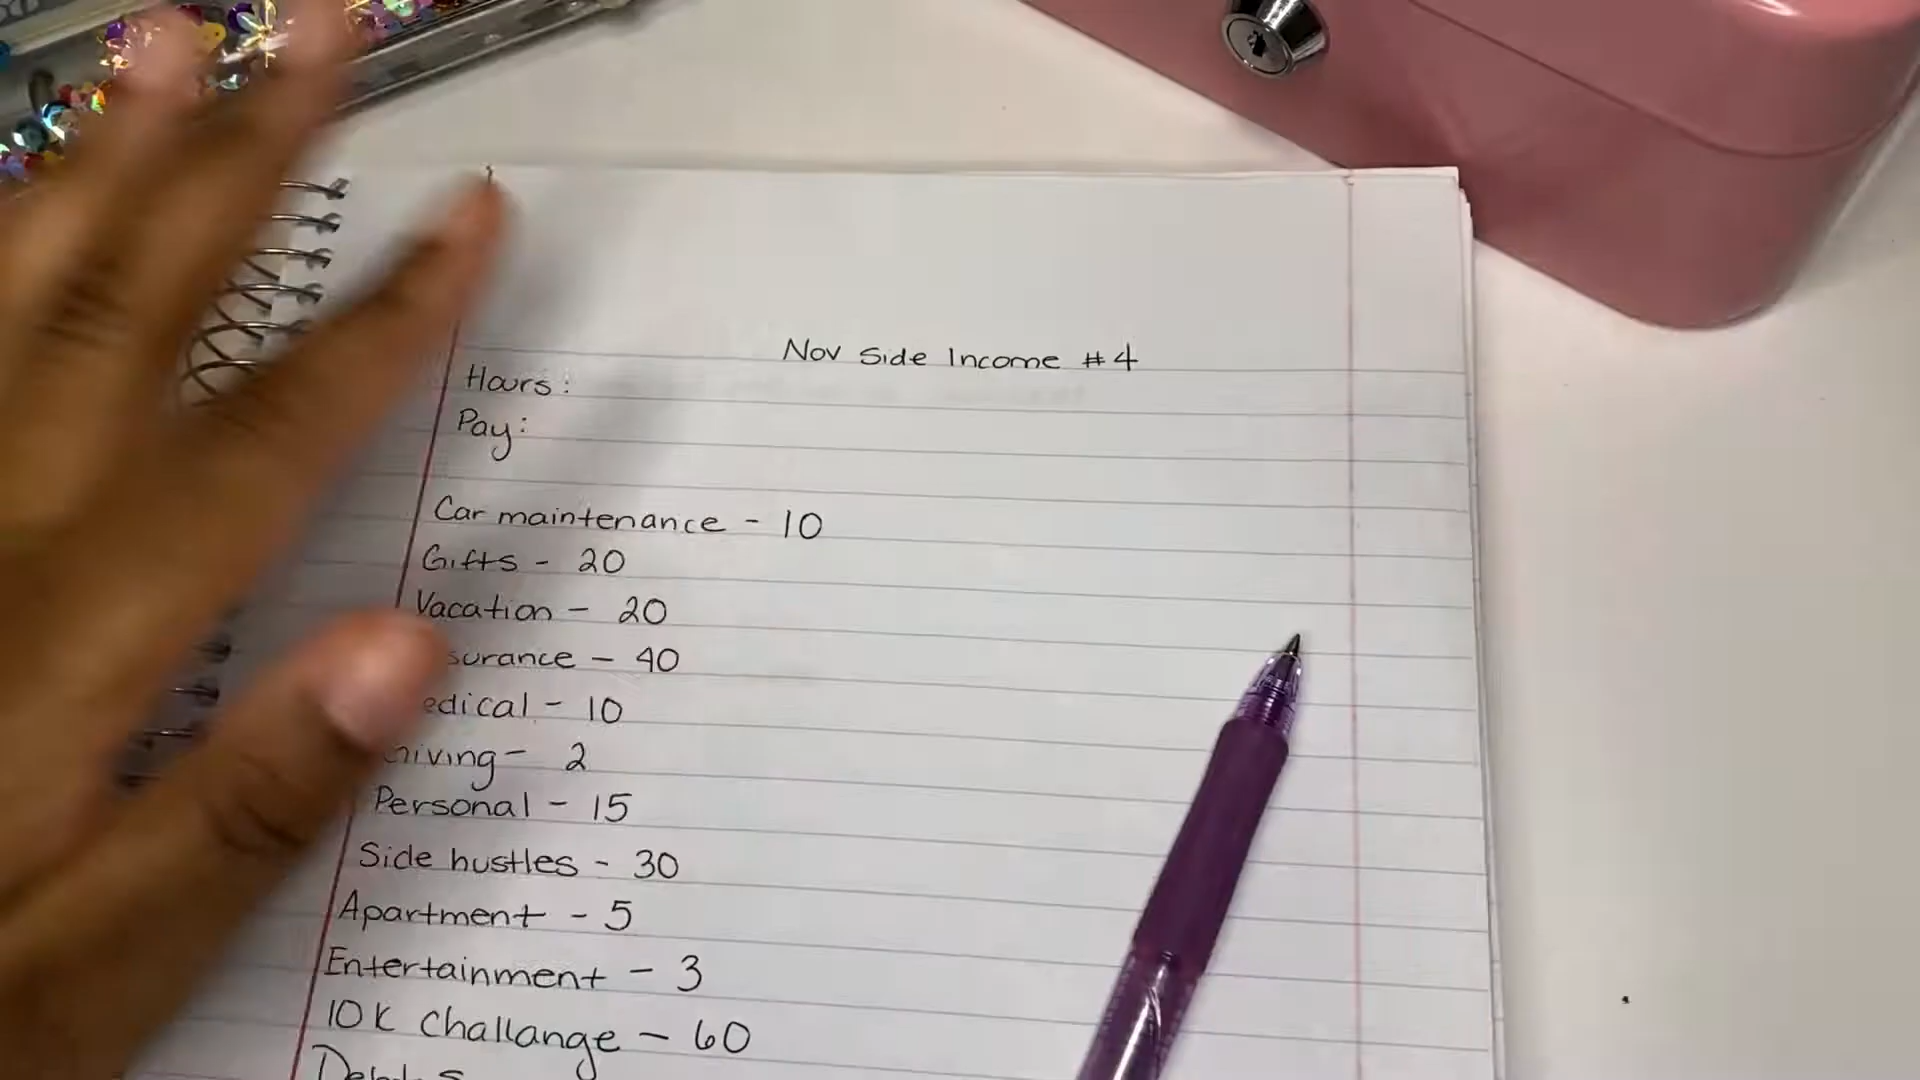 Nov Side Income #4
Hours:
Pay:
Car maintenance - 10
Gifts - 20
Vacation - 20
surance - 40
edical - 10
Giving - 2
Personal - 15
Side hustles - 30
Apartment - 5
Entertainment - 3
10K Challange - 60